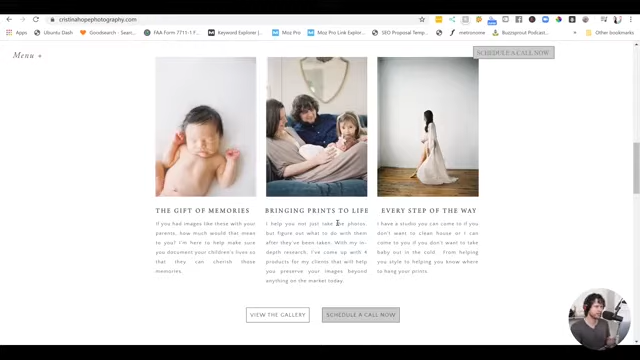 cristinahopephotography.com
Ubuntu Dash
Gondsearch - Sem...
FAA Form 7711-1 F...
Keyword Explorer |...
Moz Pro
Moz Pro Link Explor...
SEO Proposal Temp...
metronome
Buzzsprout Podcast...
Other bookmarks
Menu +
SCHEDULE A CALL NOW
THE GIFT OF MEMORIES
If you had images like these with your
parents, how much would that mean
to you? I'm here to help make sure
you document your children's lives so
that they can cherish those
memories.
BRINGING PRINTS TO LIFE
I help you not just take the photos,
but figure out what to do with them
after they've been taken. With my in-
depth research, I've come up with 4
products for my clients that will help
you preserve your images beyond
anything on the market today.
EVERY STEP OF THE WAY
I have a studio you can come to if you
don't want to clean house or I can
come to you if you don't want to take
baby out in the cold. From helping
you style to helping you know where
to hang your prints.
VIEW THE GALLERY
SCHEDULE A CALL NOW